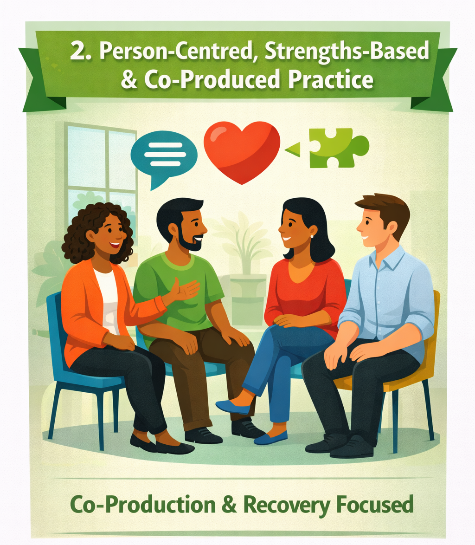 2. Person-Centred, Strengths-Based
& Co-Produced Practice
Co-Production & Recovery Focused